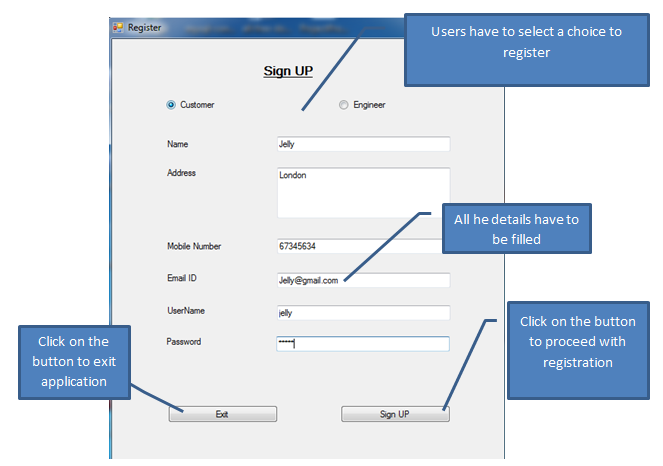 Register
Users have to select a choice to
register
Sign UP
Customer
Engineer
Name
Jelly
Address
London
All he details have to
be filled
Mobile Number
67345634
Email ID
Jelly@gmail.com
UserName
jelly
Click on the button
to proceed with
registration
Click on the
button to exit
application
Password
*****
Exit
Sign UP